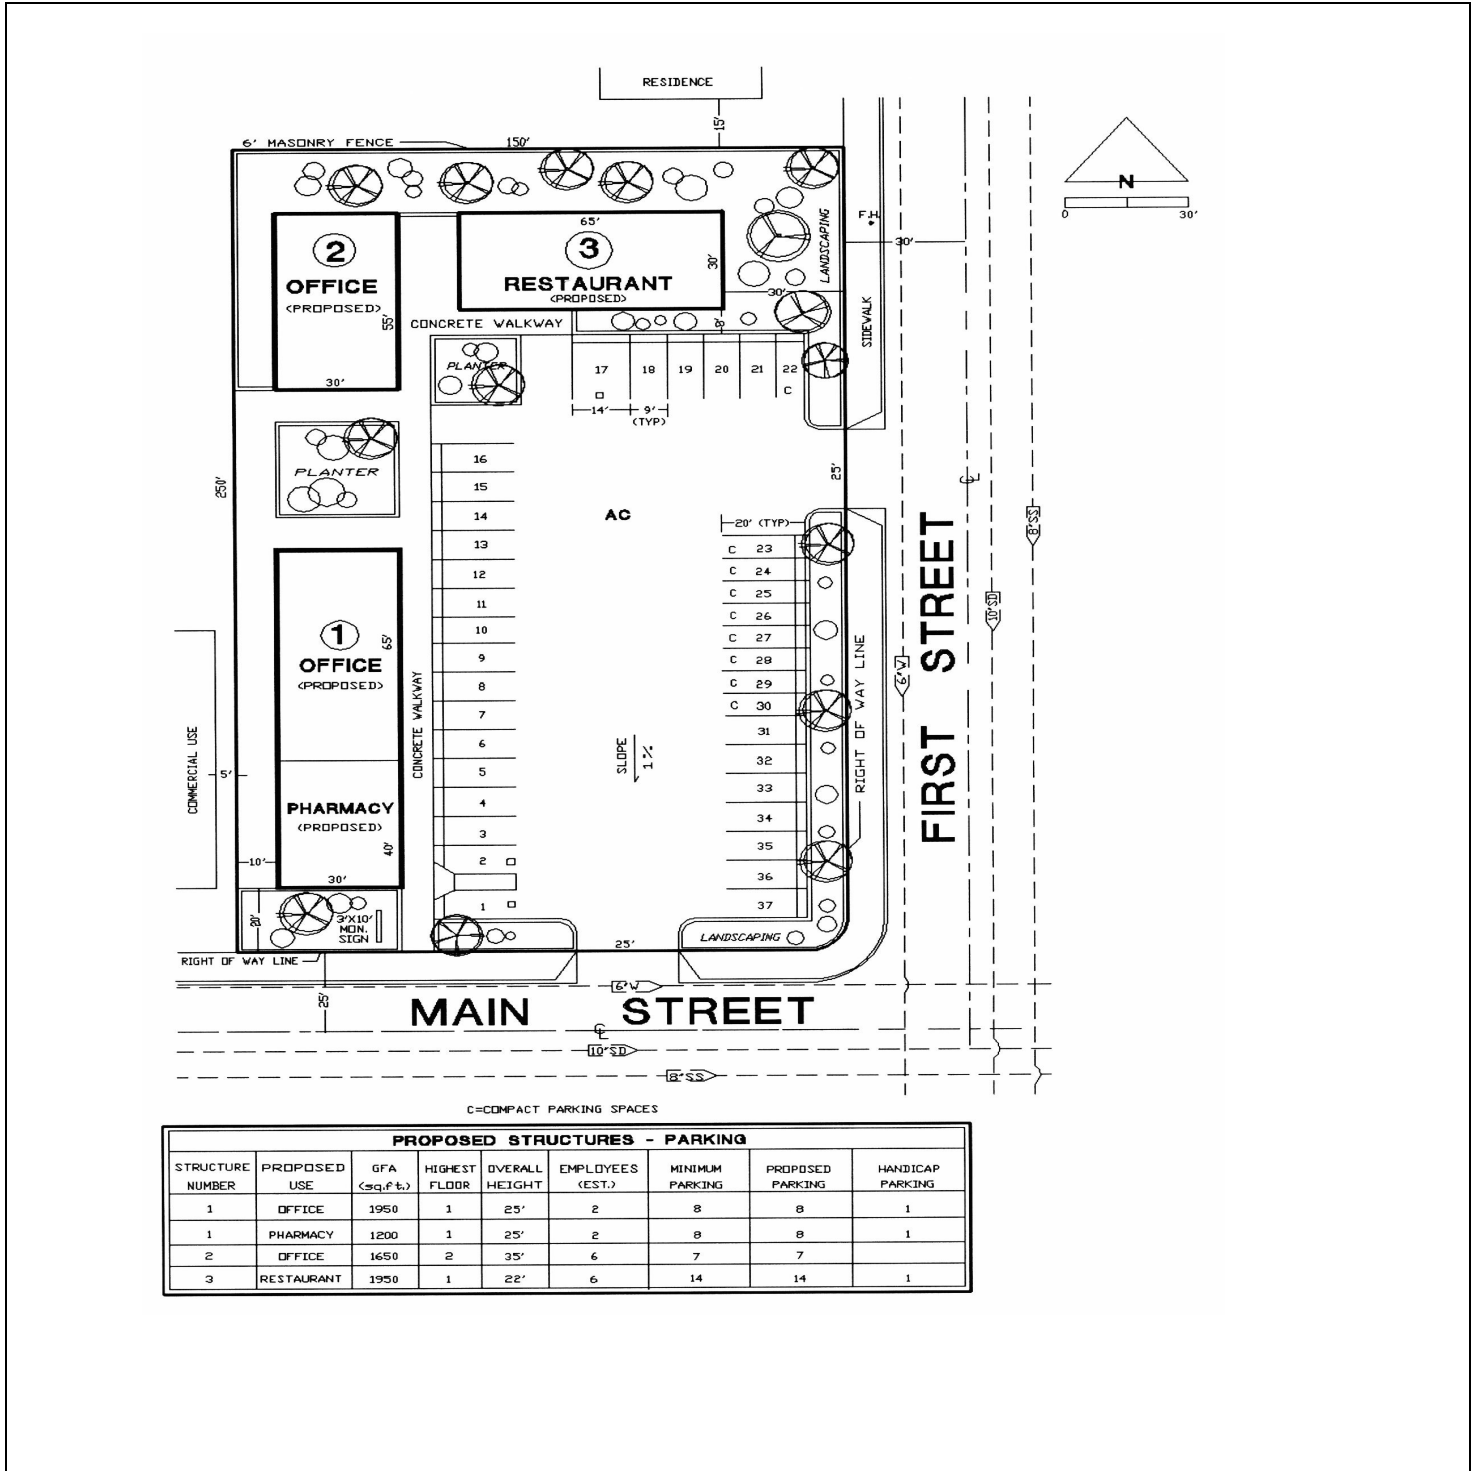 RESIDENCE
15'
6' MASONRY FENCE
150'
N
0 30'
2
OFFICE
(PROPOSED)
55'
30'
65'
3
RESTAURANT
(PROPOSED)
30'
LANDSCAPING
F.H.
30'
30'
8'
SIDEWALK
CONCRETE WALKWAY
PLANTER
17 18 19 20 21 22
C
14' 9'
(TYP)
PLANTER
250'
25'
16
15
14
13
12
11
10
9
8
7
6
5
4
3
2
1
AC
20' (TYP)
C 23
C 24
C 25
C 26
C 27
C 28
C 29
C 30
31
32
33
34
35
36
37
1
OFFICE
(PROPOSED)
65'
CONCRETE WALKWAY
PHARMACY
(PROPOSED)
40'
30'
COMMERCIAL USE
5'
10'
20'
3'X10'
MON.
SIGN
SLOPE
1%
RIGHT OF WAY LINE
FIRST STREET
CL
6"W
10"SD
8"SS
LANDSCAPING
25'
RIGHT OF WAY LINE
25'
6"W
MAIN STREET
CL
10"SD
8"SS
C=COMPACT PARKING SPACES
PROPOSED STRUCTURES - PARKING
STRUCTURE NUMBER PROPOSED USE GFA (sq.ft.) HIGHEST FLOOR OVERALL HEIGHT EMPLOYEES (EST.) MINIMUM PARKING PROPOSED PARKING HANDICAP PARKING
1 OFFICE 1950 1 25' 2 8 8 1
1 PHARMACY 1200 1 25' 2 8 8 1
2 OFFICE 1650 2 35' 6 7 7
3 RESTAURANT 1950 1 22' 6 14 14 1